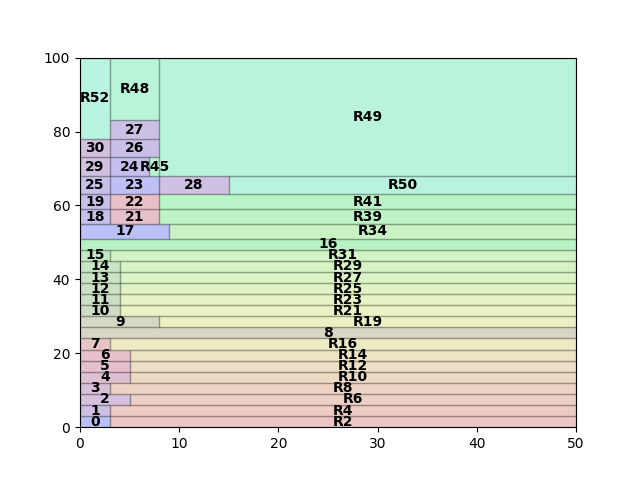 100
80
60
40
20
0
R52 R48
R49
27
30 26
29 24 R45
25 23 28 R50
19 22 R41
18 21 R39
17 R34
16
15 R31
14 R29
13 R27
12 R25
11 R23
10 R21
9 R19
8
7 R16
6 R14
5 R12
4 R10
3 R8
2 R6
1 R4
0 R2
0 10 20 30 40 50